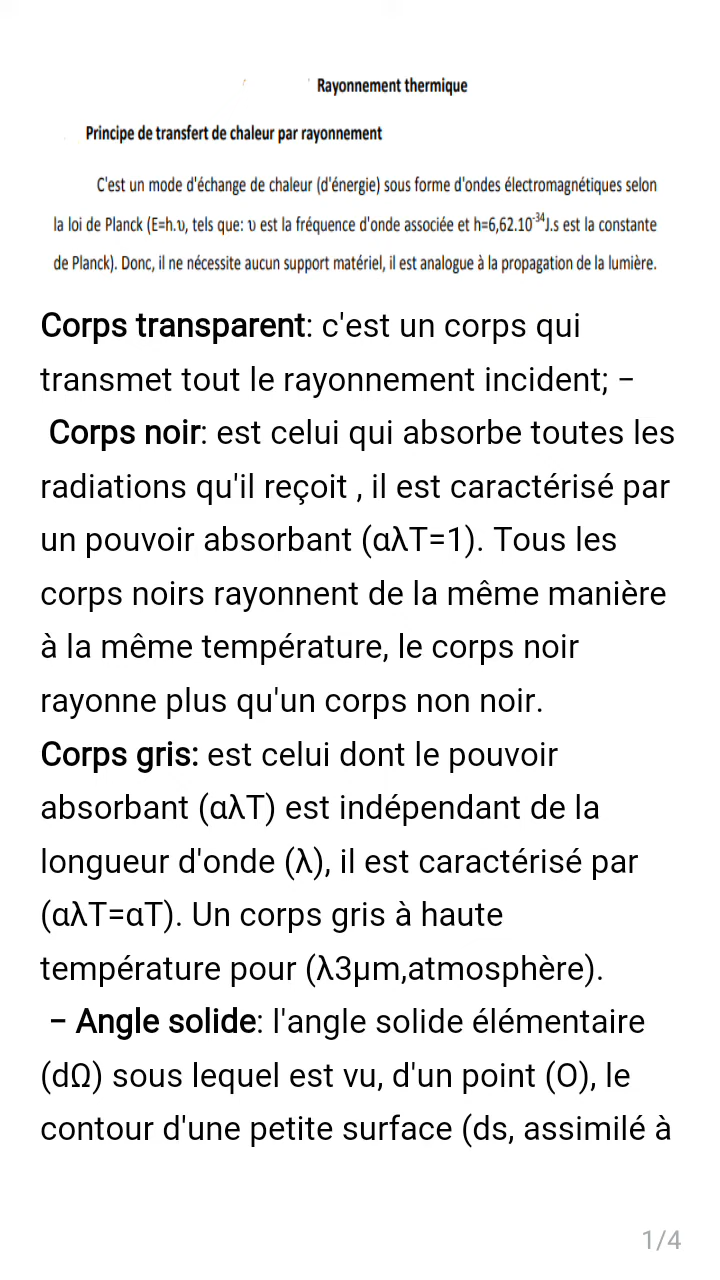 Rayonnement thermique
Principe de transfert de chaleur par rayonnement
C'est un mode d'échange de chaleur (d'énergie) sous forme d'ondes électromagnétiques selon
la loi de Planck (E=h.υ, tels que: υ est la fréquence d'onde associée et h=6,62.10⁻³⁴J.s est la constante
de Planck). Donc, il ne nécessite aucun support matériel, il est analogue à la propagation de la lumière.
Corps transparent: c'est un corps qui
transmet tout le rayonnement incident; –
Corps noir: est celui qui absorbe toutes les
radiations qu'il reçoit , il est caractérisé par
un pouvoir absorbant (αλT=1). Tous les
corps noirs rayonnent de la même manière
à la même température, le corps noir
rayonne plus qu'un corps non noir.
Corps gris: est celui dont le pouvoir
absorbant (αλT) est indépendant de la
longueur d'onde (λ), il est caractérisé par
(αλT=αT). Un corps gris à haute
température pour (λ3μm,atmosphère).
– Angle solide: l'angle solide élémentaire
(dΩ) sous lequel est vu, d'un point (O), le
contour d'une petite surface (ds, assimilé à
1/4